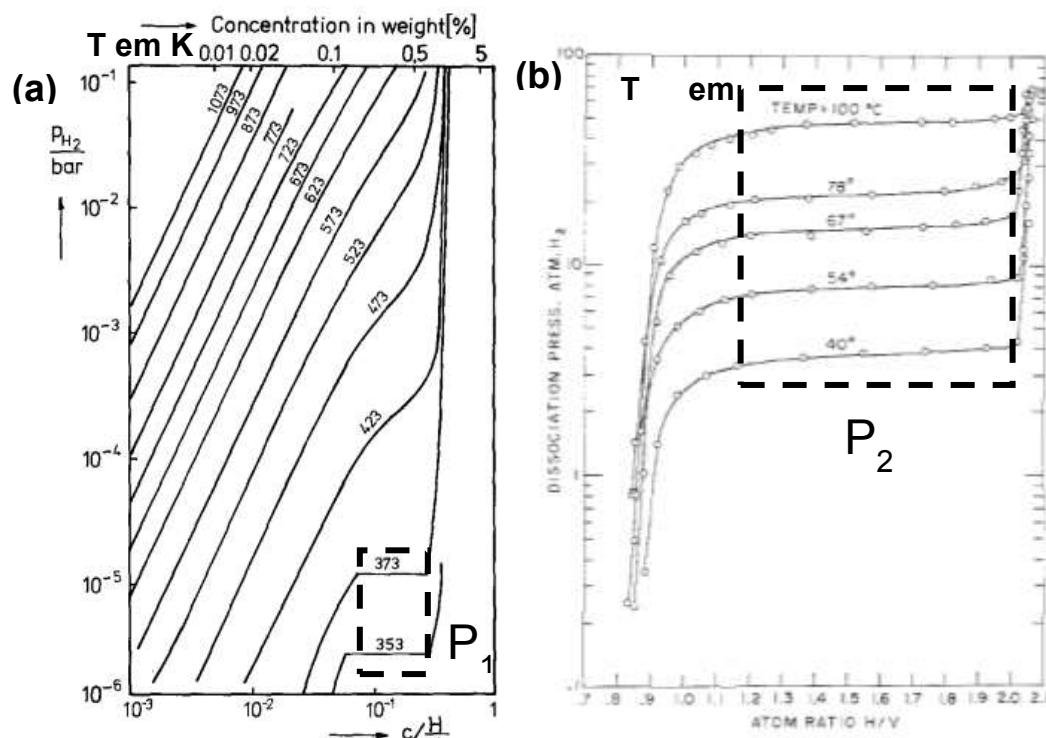 Concentration in weight[%]
T em K 0.01 0.02 0.1 0.5 5
(a)
10⁻¹
pH₂
bar
10⁻²
10⁻³
10⁻⁴
10⁻⁵
10⁻⁶
1073
973
873
773
723
673
623
573
523
473
423
373
353
P₁
10⁻³ 10⁻² 10⁻¹ 1
c/H
(b)
T em
TEMP = 100 °C
78°
67°
54°
40°
P₂
DISSOCIATION PRESS. ATM. H₂
100
10
1
.7 .8 .9 1.0 1.1 1.2 1.3 1.4 1.5 1.6 1.7 1.8 1.9 2.0
ATOM RATIO H/V